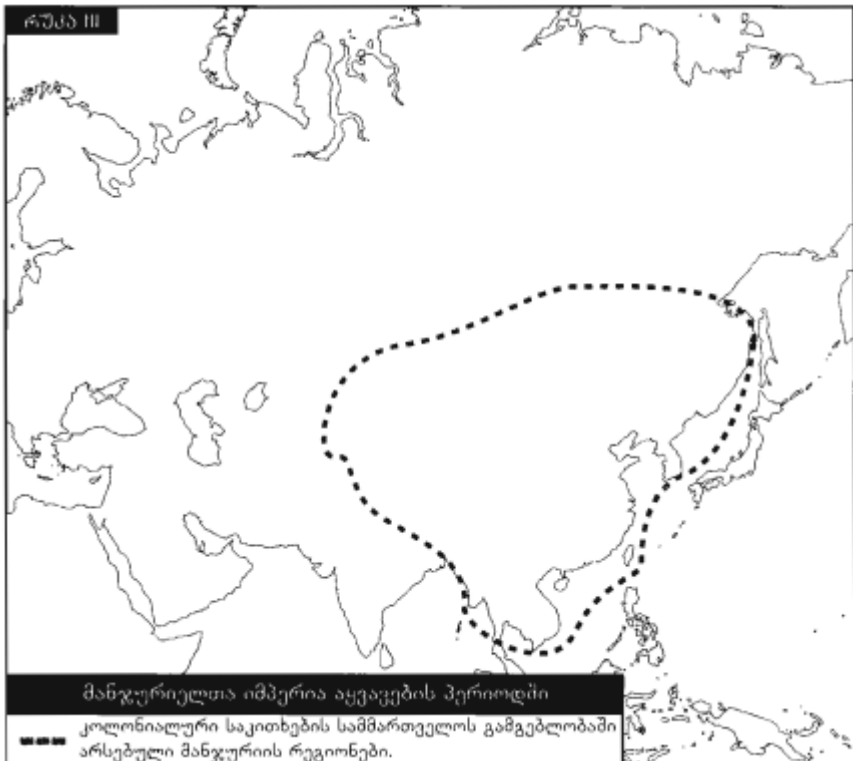 რუკა III
მანჯურიელთა იმპერია აყვავების პერიოდში
კოლონიალური საკითხების სამმართველოს გამგებლობაში
არსებული მანჯურიის რეგიონები.